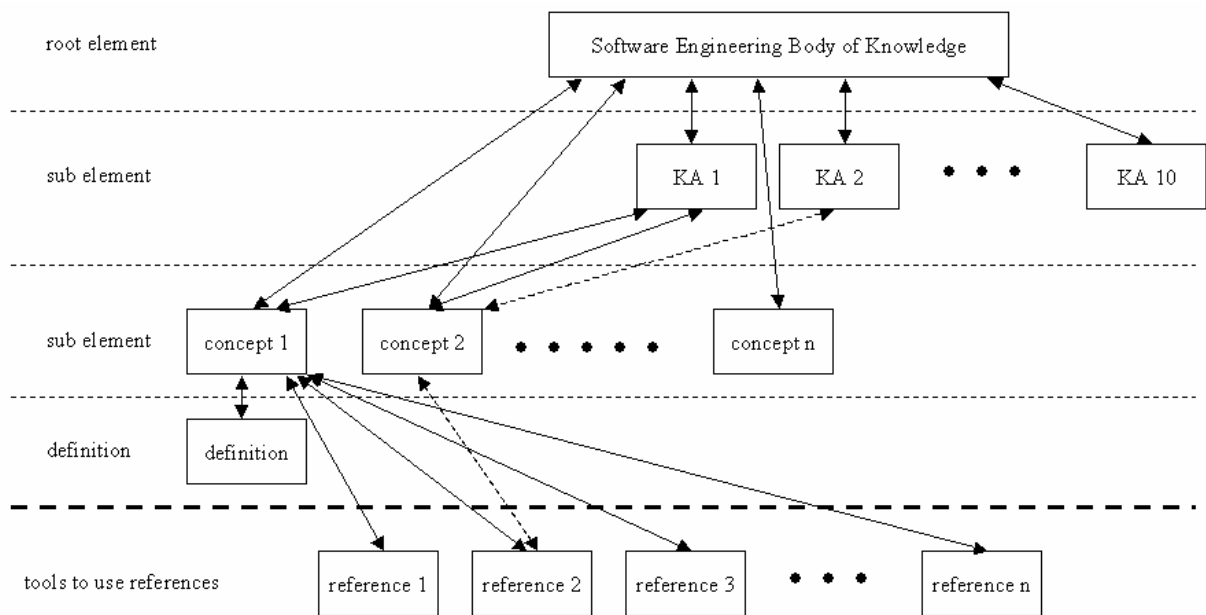 root element
Software Engineering Body of Knowledge
sub element
KA 1
KA 2
KA 10
sub element
concept 1
concept 2
concept n
definition
definition
tools to use references
reference 1
reference 2
reference 3
reference n